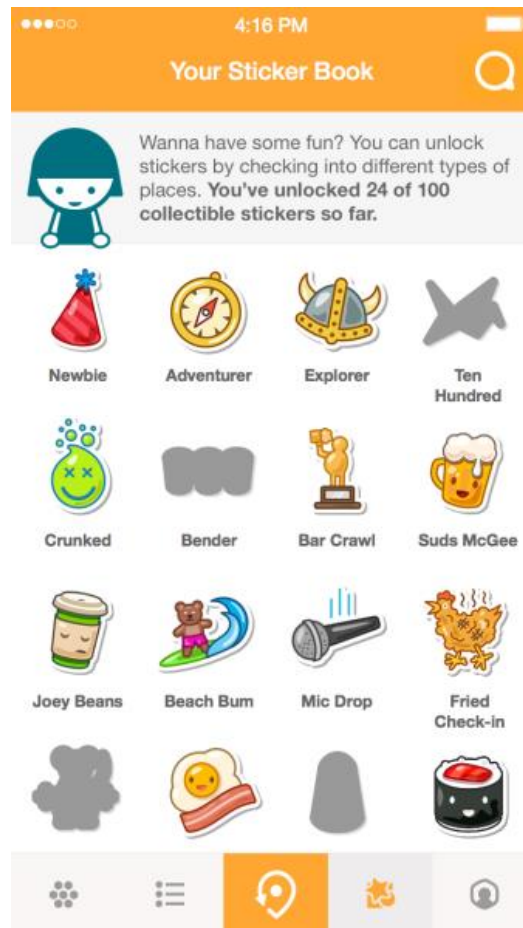 4:16 PM
Your Sticker Book
Wanna have some fun? You can unlock
stickers by checking into different types of
places. You've unlocked 24 of 100
collectible stickers so far.
Newbie
Adventurer
Explorer
Ten
Hundred
Crunked
Bender
Bar Crawl
Suds McGee
Joey Beans
Beach Bum
Mic Drop
Fried
Check-in